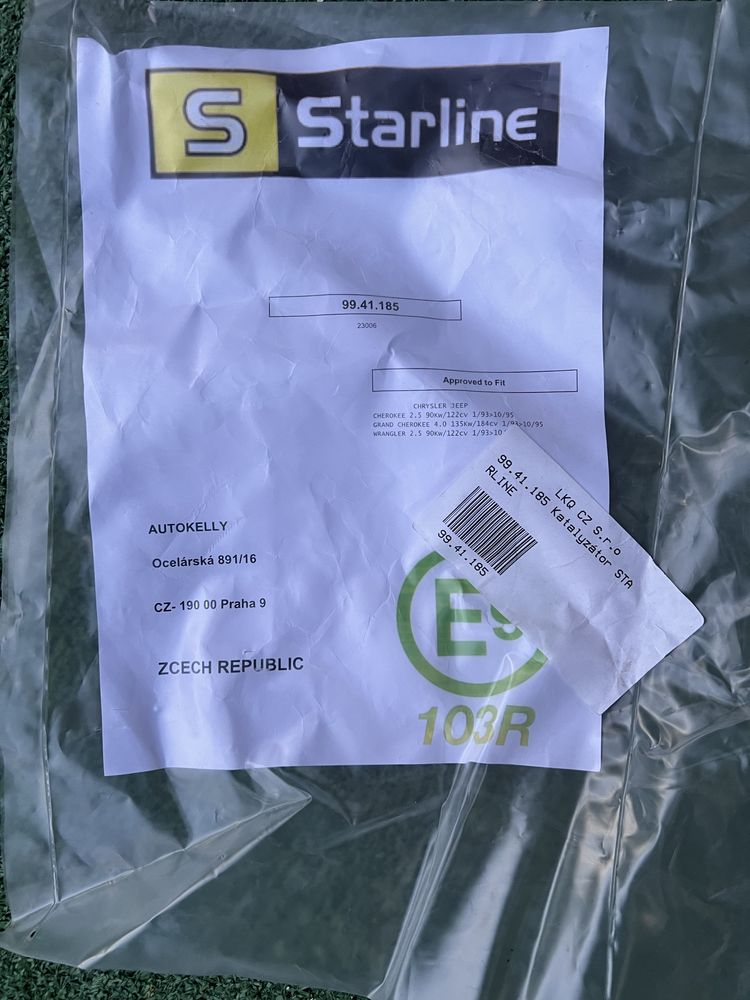 S Starline
99.41.185
23006
Approved to Fit
CHRYSLER JEEP
CHEROKEE 2.5 90Kw/122cv 1/93>10/95
GRAND CHEROKEE 4.0 135Kw/184cv 1/93>10/95
WRANGLER 2.5 90Kw/122cv 1/93>10
LKQ CZ s.r.o
99.41.185 Katalyzátor STA
RLINE
99.41.185
AUTOKELLY
Ocelárská 891/16
CZ- 190 00 Praha 9
ZCECH REPUBLIC
E9
103R